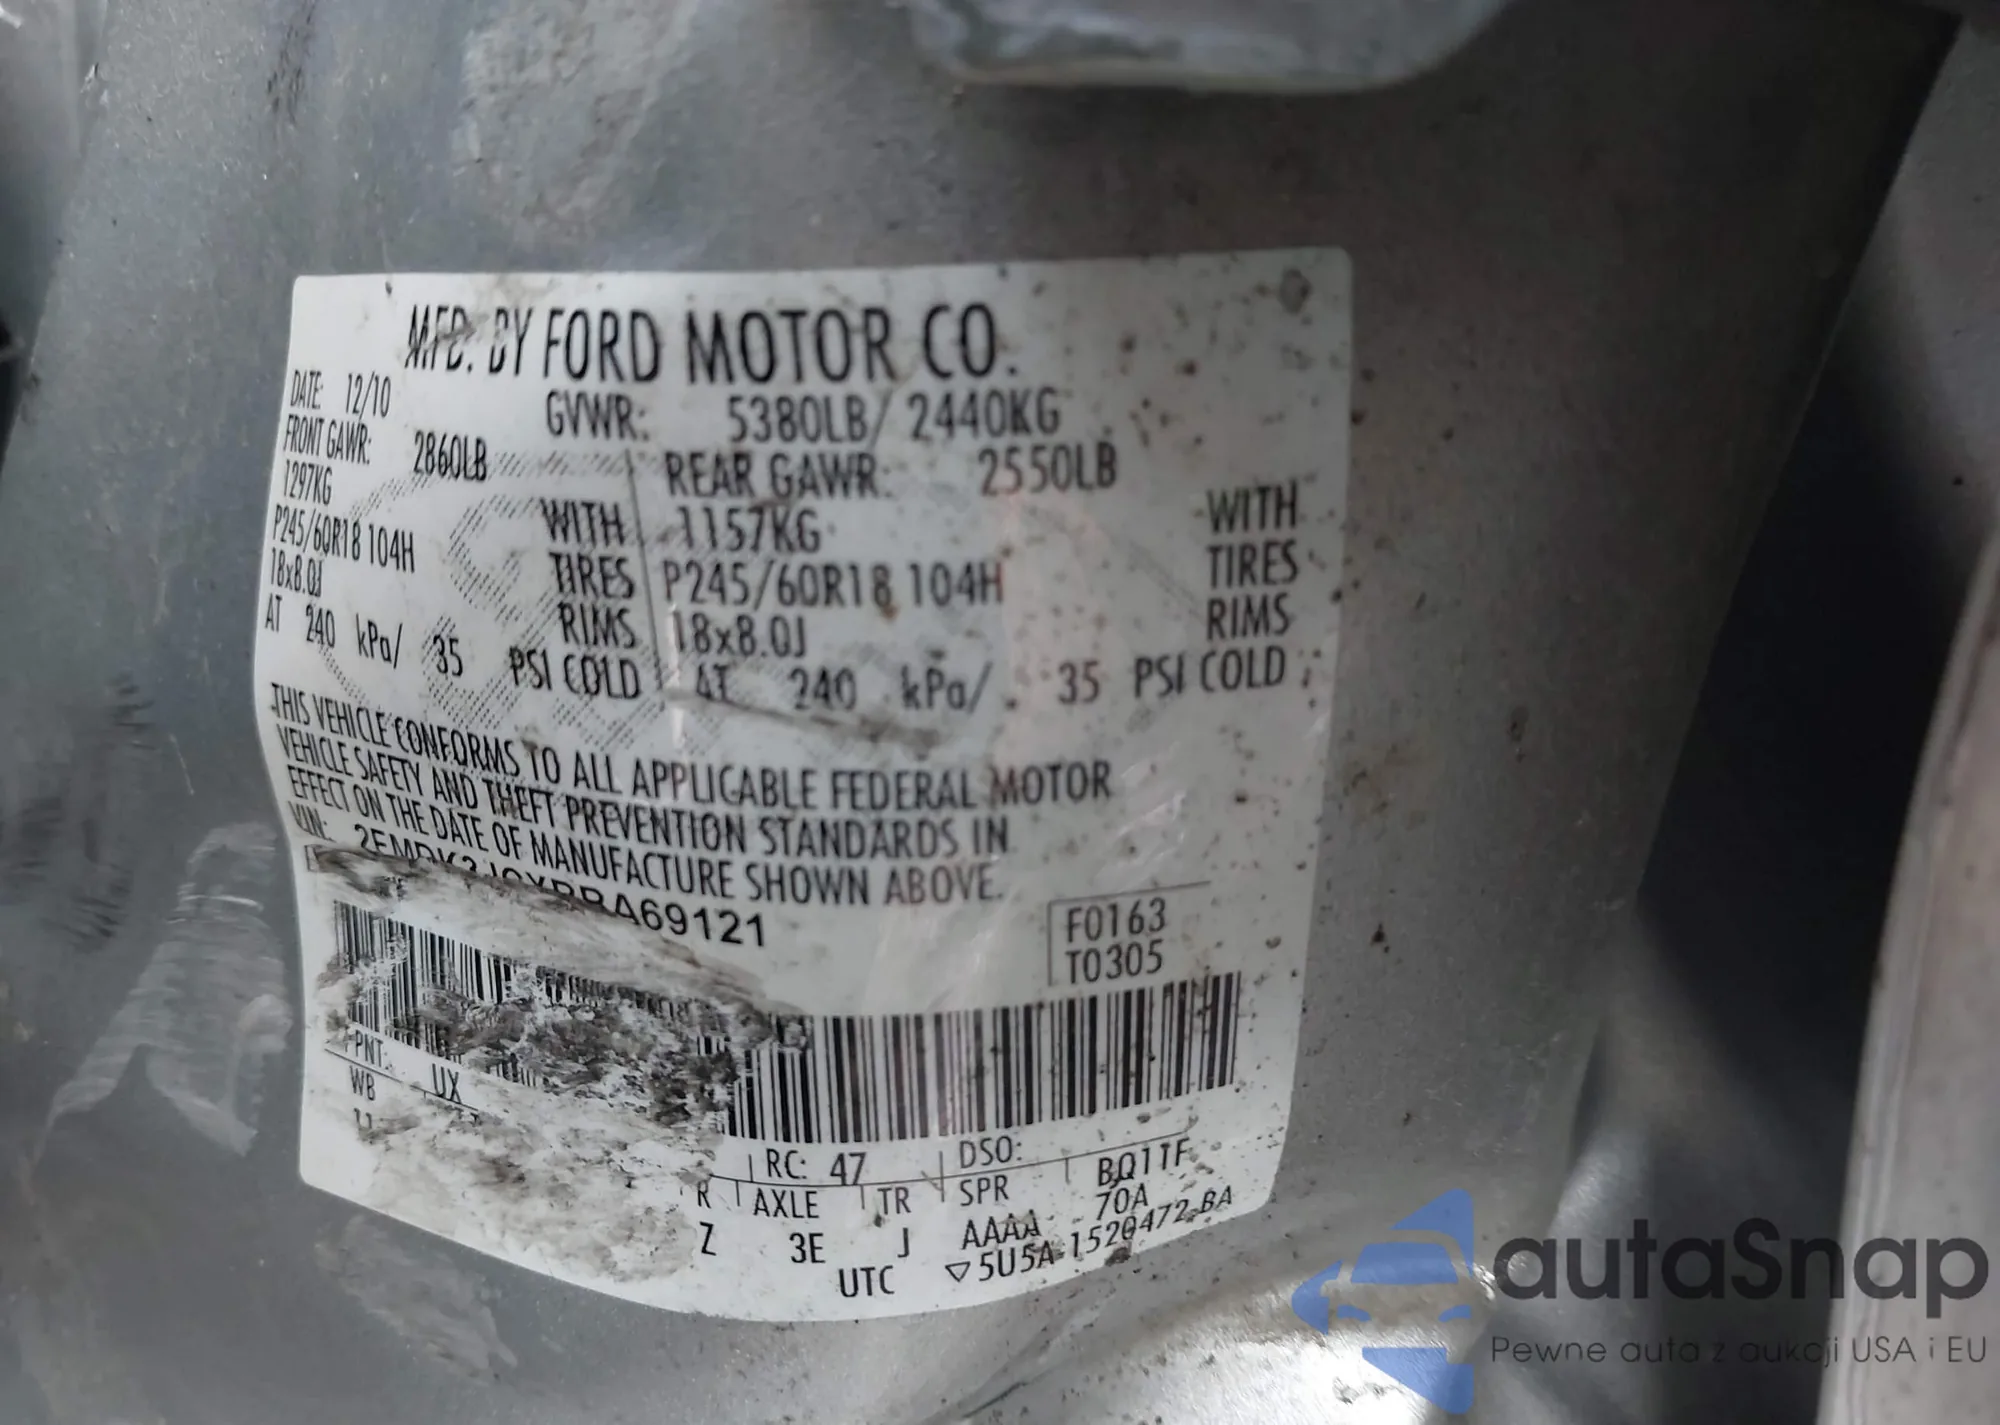 MFD. BY FORD MOTOR CO.
DATE: 12/10 GVWR: 5380LB/ 2440KG
FRONT GAWR: 2860LB REAR GAWR: 2550LB
1297KG WITH 1157KG WITH
P245/60R18 104H TIRES P245/60R18 104H TIRES
18x8.0J RIMS 18x8.0J RIMS
AT 240 kPa/ 35 PSI COLD AT 240 kPa/ 35 PSI COLD
THIS VEHICLE CONFORMS TO ALL APPLICABLE FEDERAL MOTOR
VEHICLE SAFETY AND THEFT PREVENTION STANDARDS IN
EFFECT ON THE DATE OF MANUFACTURE SHOWN ABOVE.
VIN:
F0163
T0305
PNT: UX RC: 47 DSO:
WB R AXLE TR SPR BQ1TF
Z 3E J AAAA 70A
UTC ▽5U5A-1520472-BA
autaSnap
Pewne auta z aukcji USA i EU